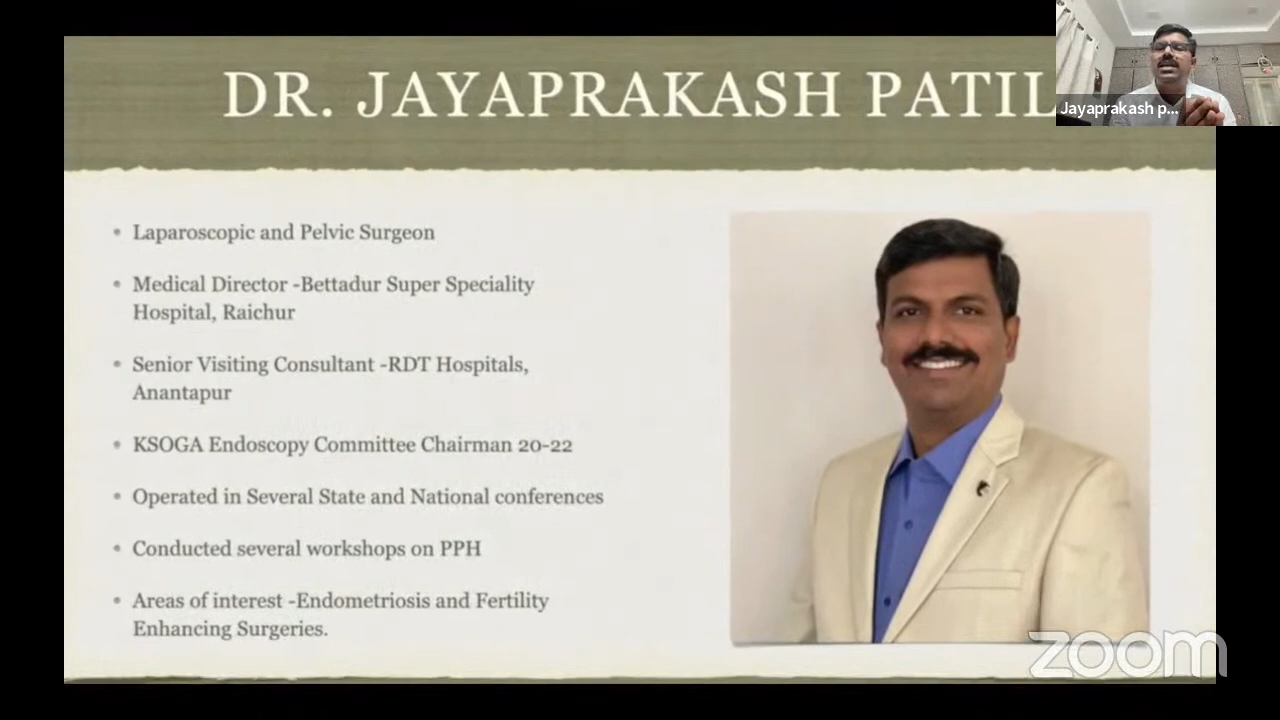 DR. JAYAPRAKASH PATIL
Jayaprakash p...
• Laparoscopic and Pelvic Surgeon
• Medical Director -Bettadur Super Speciality
Hospital, Raichur
• Senior Visiting Consultant -RDT Hospitals,
Anantapur
• KSOGA Endoscopy Committee Chairman 20-22
• Operated in Several State and National conferences
• Conducted several workshops on PPH
• Areas of interest -Endometriosis and Fertility
Enhancing Surgeries.
zoom